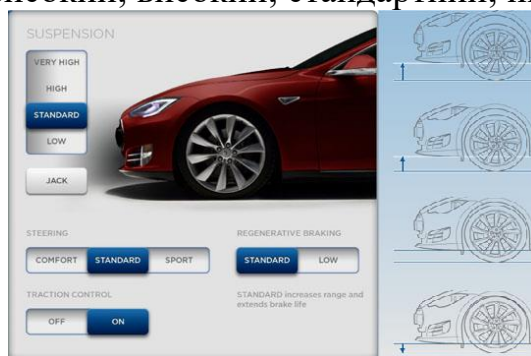 високий, стандартний,
SUSPENSION
VERY HIGH
HIGH
STANDARD
LOW
JACK
STEERING
COMFORT STANDARD SPORT
REGENERATIVE BRAKING
STANDARD LOW
STANDARD increases range and
extends brake life
TRACTION CONTROL
OFF ON